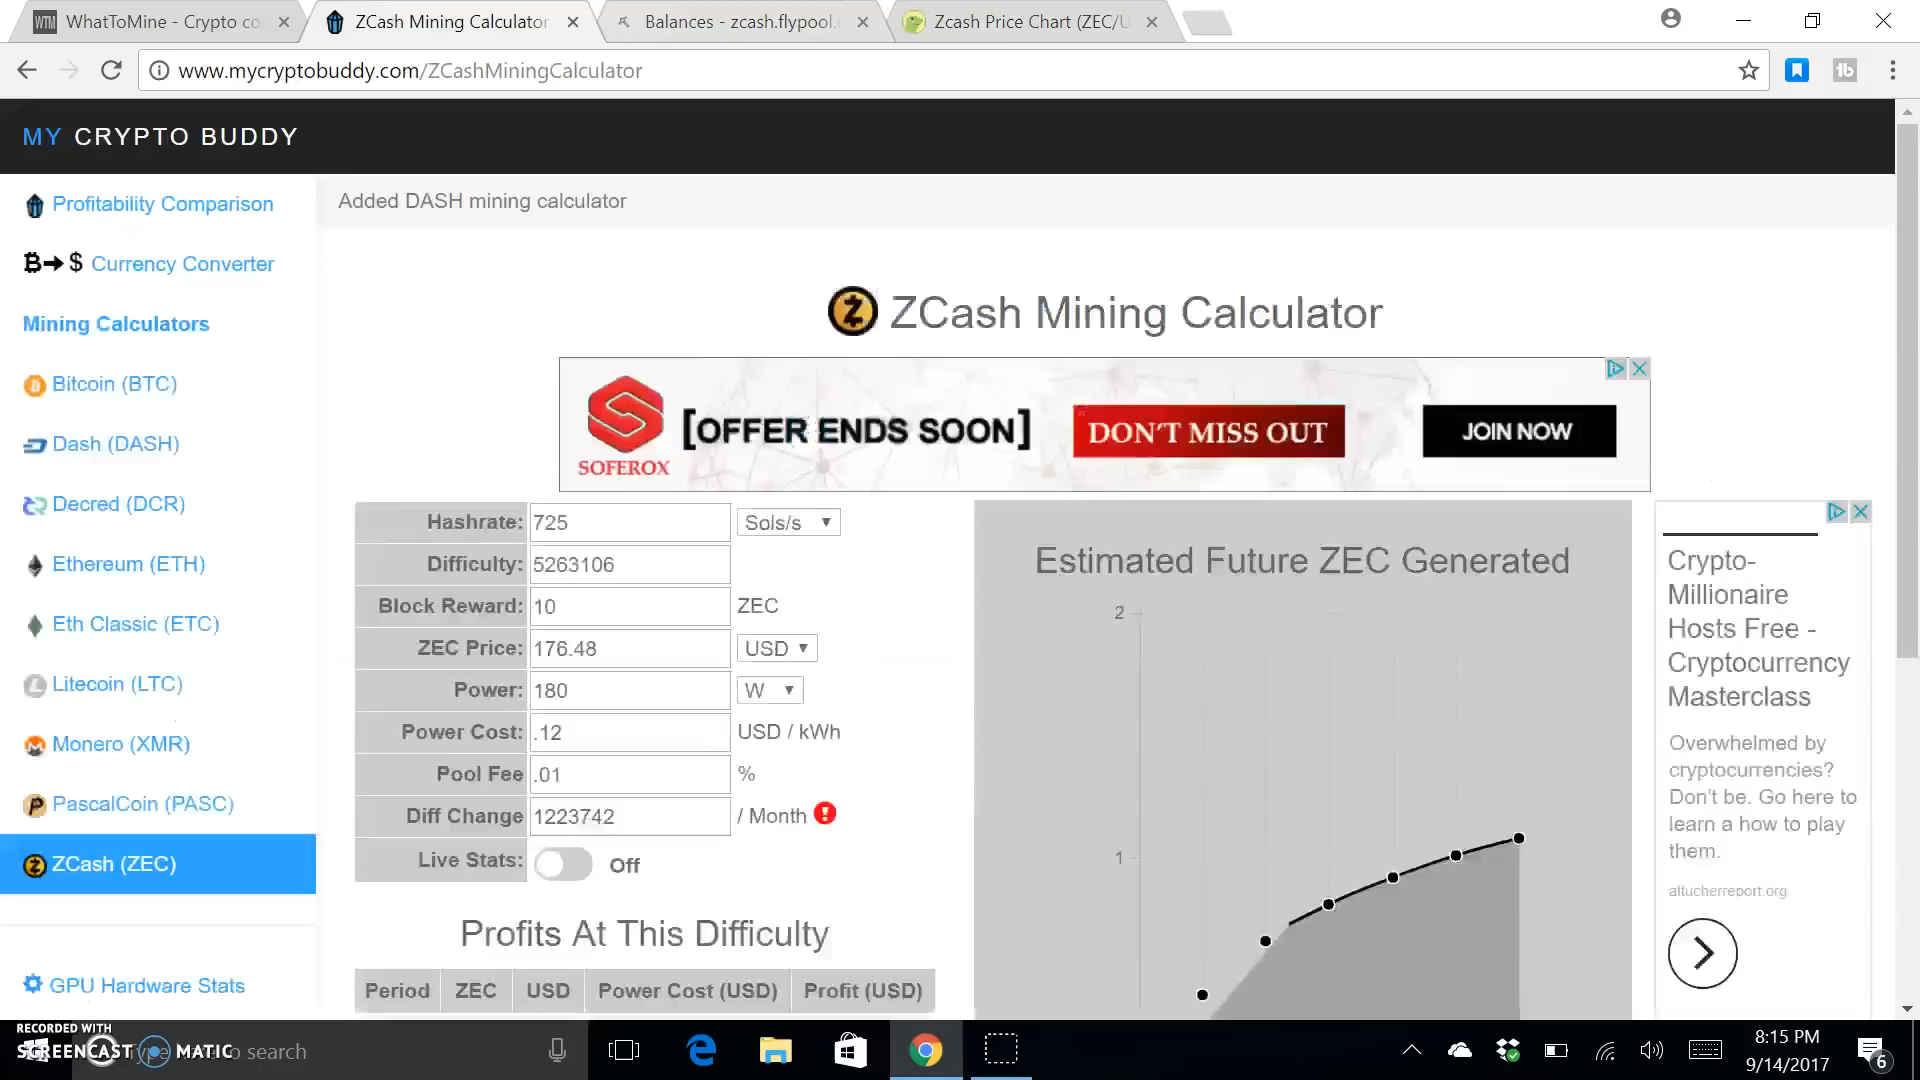 WTM WhatToMine - Crypto co
ZCash Mining Calculator
Balances - zcash.flypool.c
Zcash Price Chart (ZEC/U
www.mycryptobuddy.com/ZCashMiningCalculator
MY CRYPTO BUDDY
Profitability Comparison
Currency Converter
Mining Calculators
Bitcoin (BTC)
Dash (DASH)
Decred (DCR)
Ethereum (ETH)
Eth Classic (ETC)
Litecoin (LTC)
Monero (XMR)
PascalCoin (PASC)
ZCash (ZEC)
GPU Hardware Stats
Added DASH mining calculator
ZCash Mining Calculator
SOFEROX
[OFFER ENDS SOON]
DON'T MISS OUT
JOIN NOW
Hashrate: 725 Sols/s
Difficulty: 5263106
Block Reward: 10 ZEC
ZEC Price: 176.48 USD
Power: 180 W
Power Cost: .12 USD / kWh
Pool Fee .01 %
Diff Change 1223742 / Month
Live Stats: Off
Profits At This Difficulty
Period ZEC USD Power Cost (USD) Profit (USD)
Estimated Future ZEC Generated
2
1
Crypto-
Millionaire
Hosts Free -
Cryptocurrency
Masterclass
Overwhelmed by
cryptocurrencies?
Don't be. Go here to
learn a how to play
them.
altucherreport.org
RECORDED WITH
SCREENCAST MATIC
to search
8:15 PM
9/14/2017
6